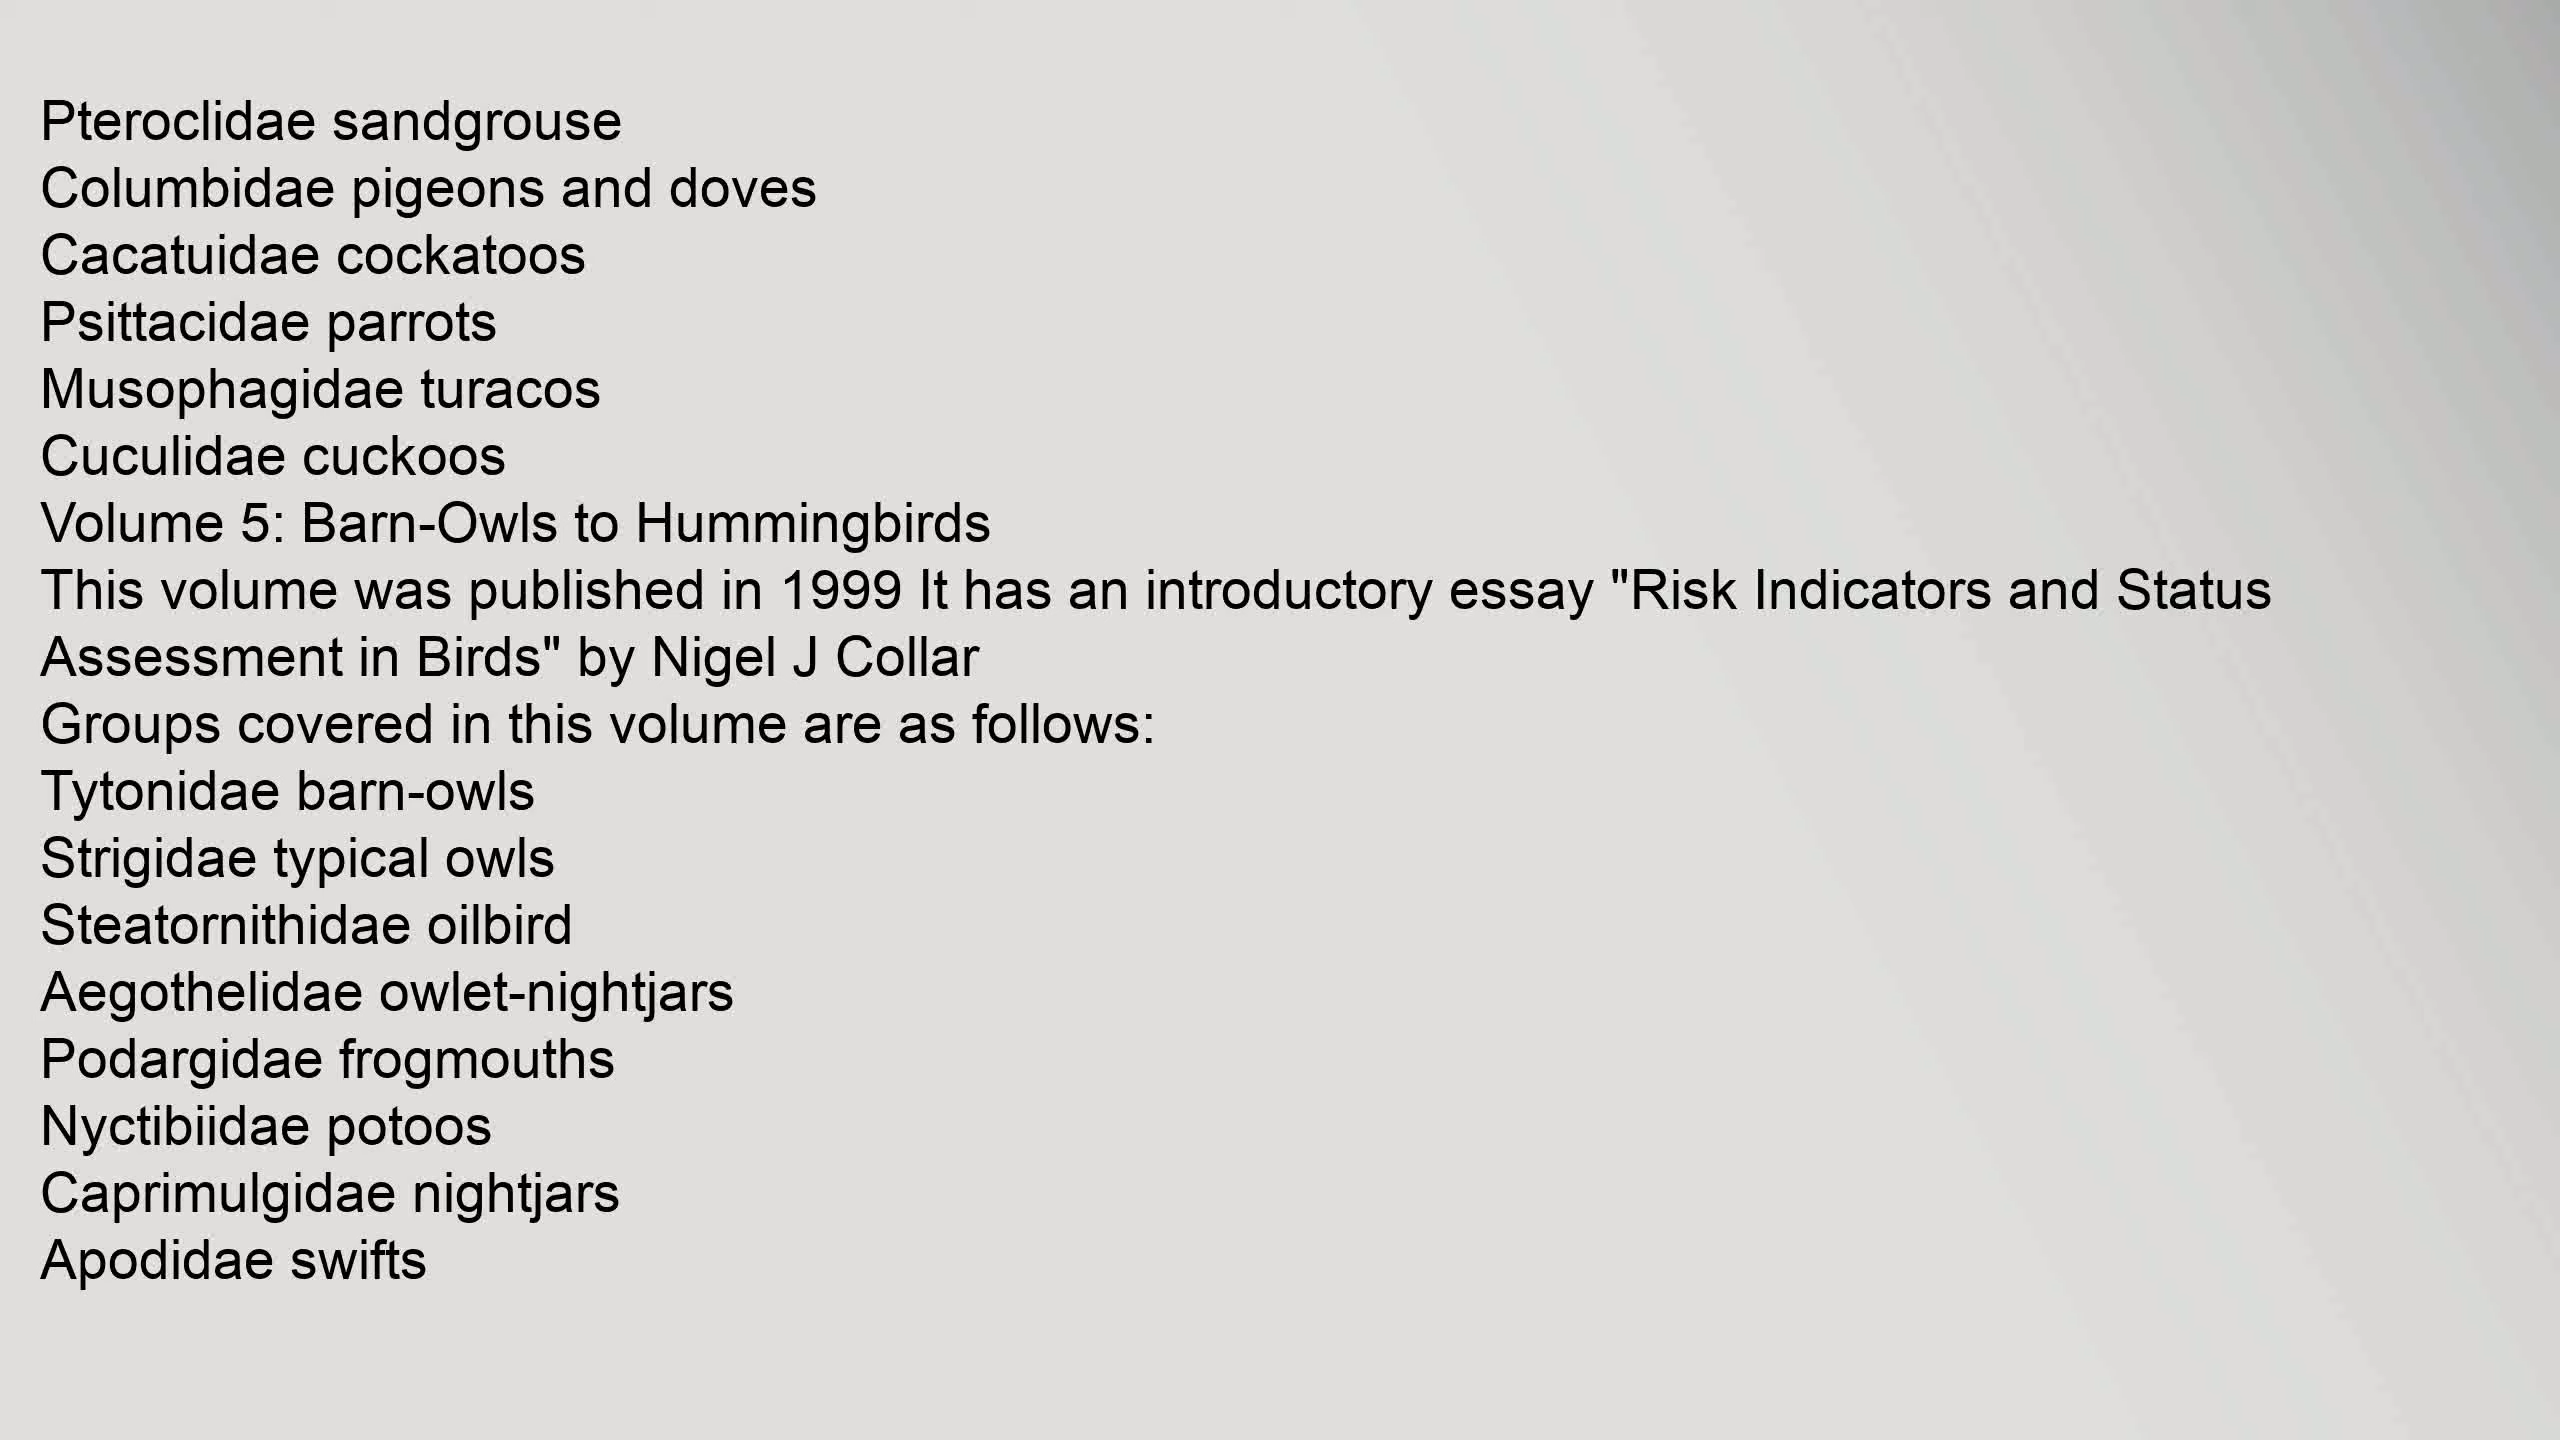 Pteroclidae sandgrouse
Columbidae pigeons and doves
Cacatuidae cockatoos
Psittacidae parrots
Musophagidae turacos
Cuculidae cuckoos
Volume 5: Barn-Owls to Hummingbirds
This volume was published in 1999 It has an introductory essay "Risk Indicators and Status
Assessment in Birds" by Nigel J Collar
Groups covered in this volume are as follows:
Tytonidae barn-owls
Strigidae typical owls
Steatornithidae oilbird
Aegothelidae owlet-nightjars
Podargidae frogmouths
Nyctibiidae potoos
Caprimulgidae nightjars
Apodidae swifts